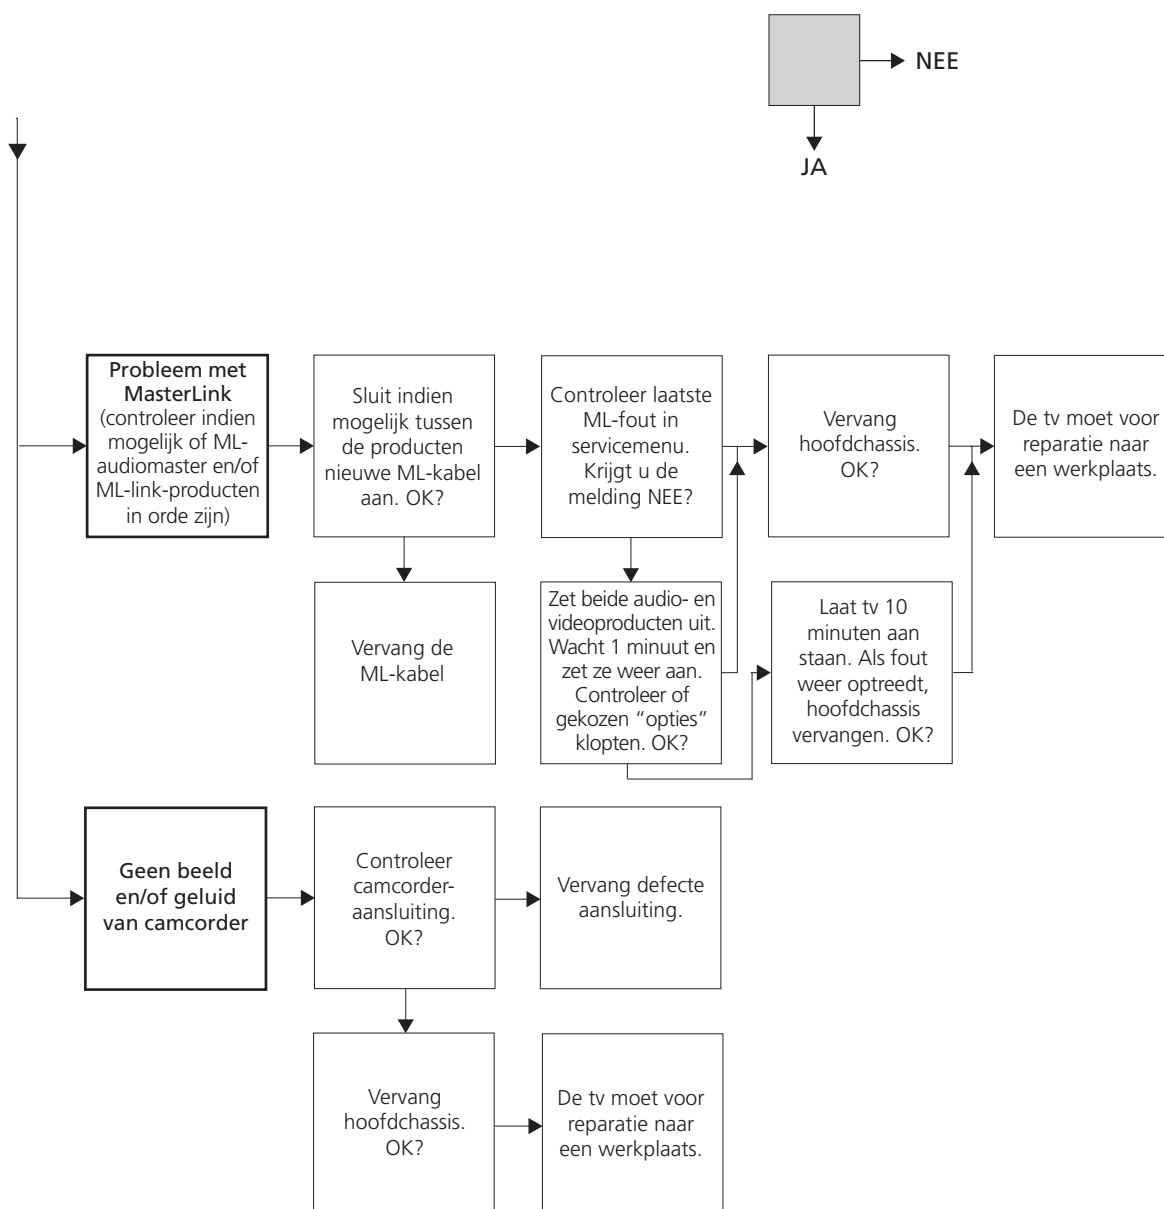 NEE
JA
Probleem met
MasterLink
(controleer indien
mogelijk of ML-
audiomaster en/of
ML-link-producten
in orde zijn)
Sluit indien
mogelijk tussen
de producten
nieuwe ML-kabel
aan. OK?
Controleer laatste
ML-fout in
servicemenu.
Krijgt u de
melding NEE?
Vervang
hoofdchassis.
OK?
De tv moet voor
reparatie naar
een werkplaats.
Vervang de
ML-kabel
Zet beide audio- en
videoproducten uit.
Wacht 1 minuut en
zet ze weer aan.
Controleer of
gekozen “opties”
klopten. OK?
Laat tv 10
minuten aan
staan. Als fout
weer optreedt,
hoofdchassis
vervangen. OK?
Geen beeld
en/of geluid
van camcorder
Controleer
camcorder-
aansluiting.
OK?
Vervang defecte
aansluiting.
Vervang
hoofdchassis.
OK?
De tv moet voor
reparatie naar
een werkplaats.